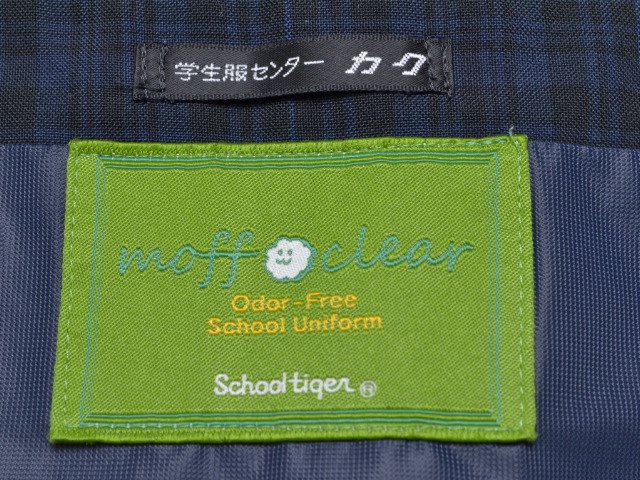 学生服センター カク
moff clear
Odor-Free
School Uniform
Schooltiger®